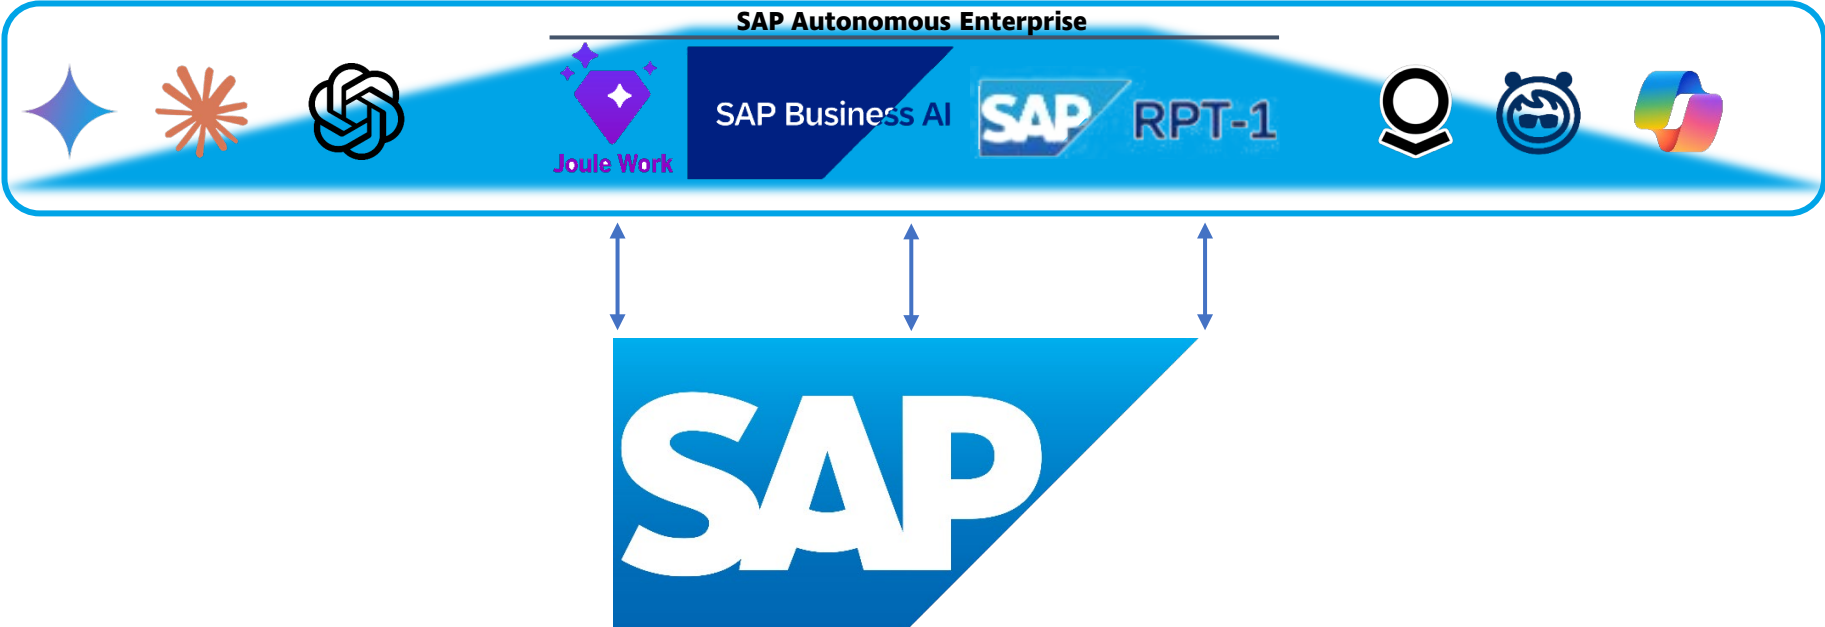 SAP Autonomous Enterprise
Joule Work
SAP Business AI
SAP RPT-1
SAP